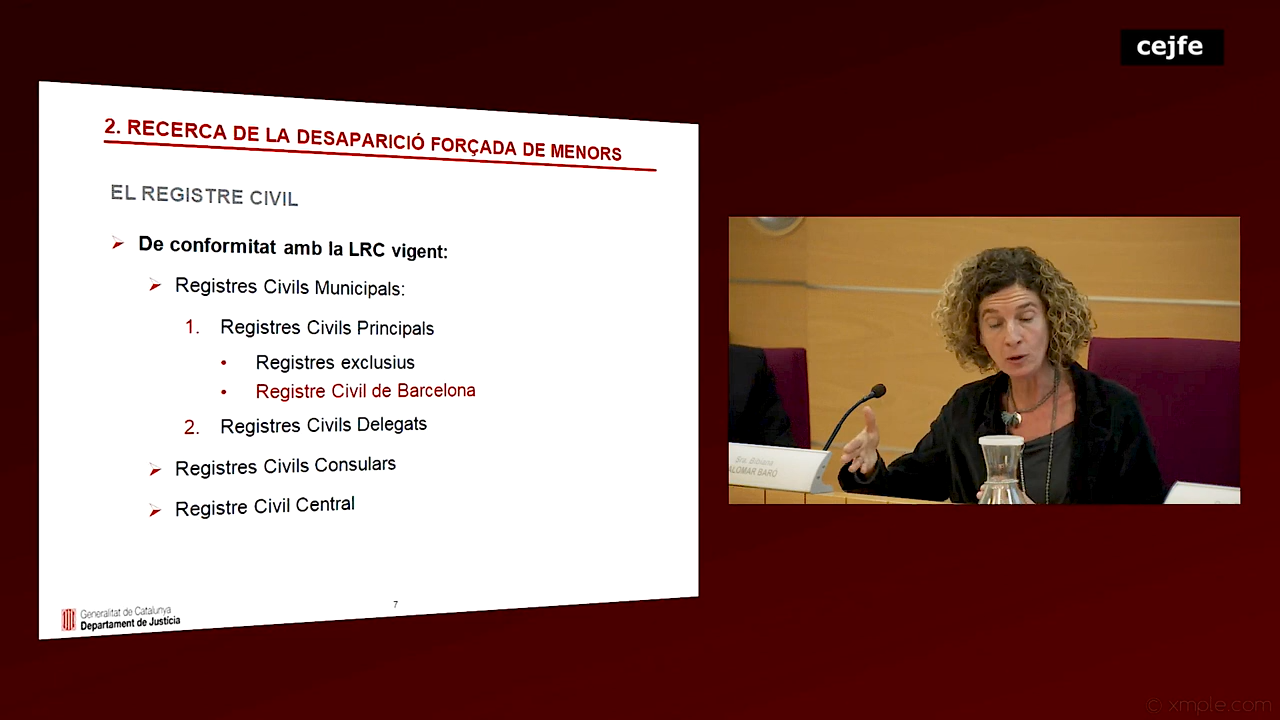 cejfe
2. RECERCA DE LA DESAPARICIÓ FORÇADA DE MENORS
EL REGISTRE CIVIL
De conformitat amb la LRC vigent:
Registres Civils Municipals:
1. Registres Civils Principals
• Registres exclusius
• Registre Civil de Barcelona
2. Registres Civils Delegats
Registres Civils Consulars
Registre Civil Central
7
Generalitat de Catalunya
Departament de Justícia
Sra. Bibiana
ALOMAR BARÓ
© xmple.com